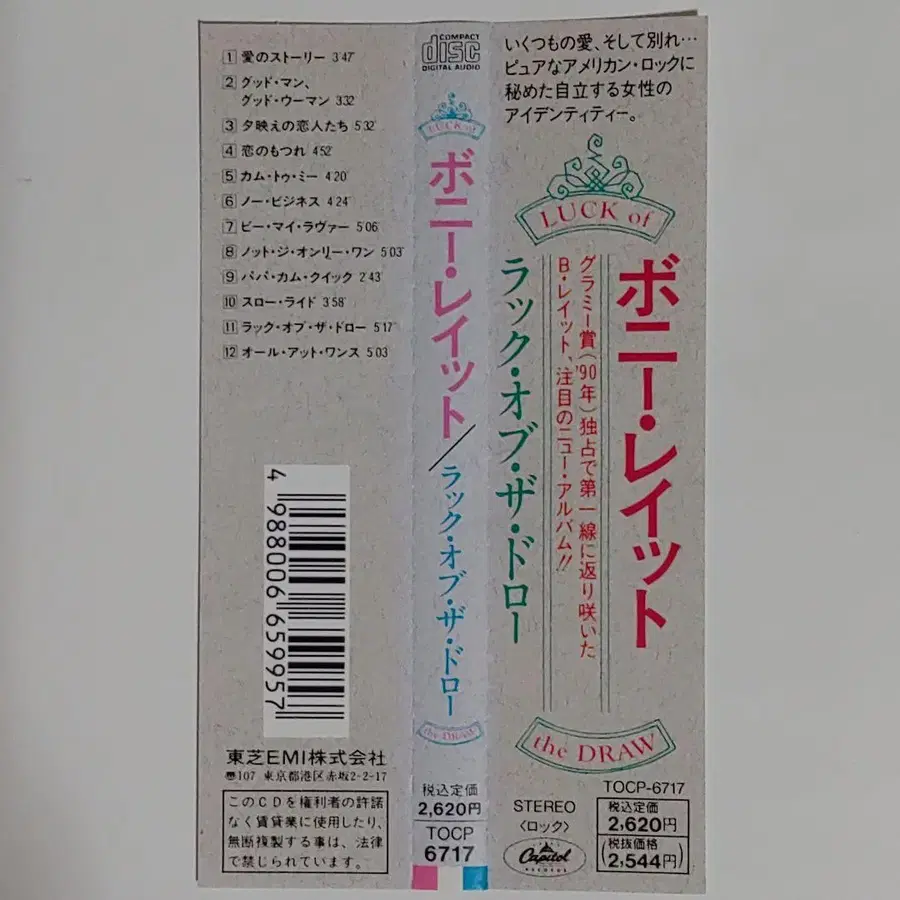 1 愛のストーリー 3'47"
2 グッド・マン、
グッド・ウーマン 3'32
3 夕映えの恋人たち 5'32"
4 恋のもつれ 4'52
5 カム・トゥ・ミー 4'20
6 ノー・ビジネス 4'24"
7 ビー・マイ・ラヴァー 5'06
8 ノット・ジ・オンリー・ワン 5'03"
9 パパ・カム・クイック 2'43
10 スロー・ライド 3'58"
11 ラック・オブ・ザ・ドロー 5'17"
12 オール・アット・ワンス 5'03
4 988006 659957
東芝EMI株式会社
〠107 東京都港区赤坂2-2-17
このCDを権利者の許諾
なく賃貸業に使用したり、
無断複製する事は、法律
で禁じられています。
COMPACT
disc
DIGITAL AUDIO
LUCK of
ボニー・レイット/ラック・オブ・ザ・ドロー
the DRAW
税込定価
2,620円
TOCP
6717
いくつもの愛、そして別れ…
ピュアなアメリカン・ロックに
秘めた自立する女性の
アイデンティティー。
LUCK of
ボニー・レイット
グラミー賞('90年)独占で第一線に返り咲いた
B・レイット、注目のニュー・アルバム!!
ラック・オブ・ザ・ドロー
the DRAW
TOCP-6717
STEREO
〈ロック〉
Capitol
RECORDS
税込定価
2,620円
(税抜価格
2,544円)